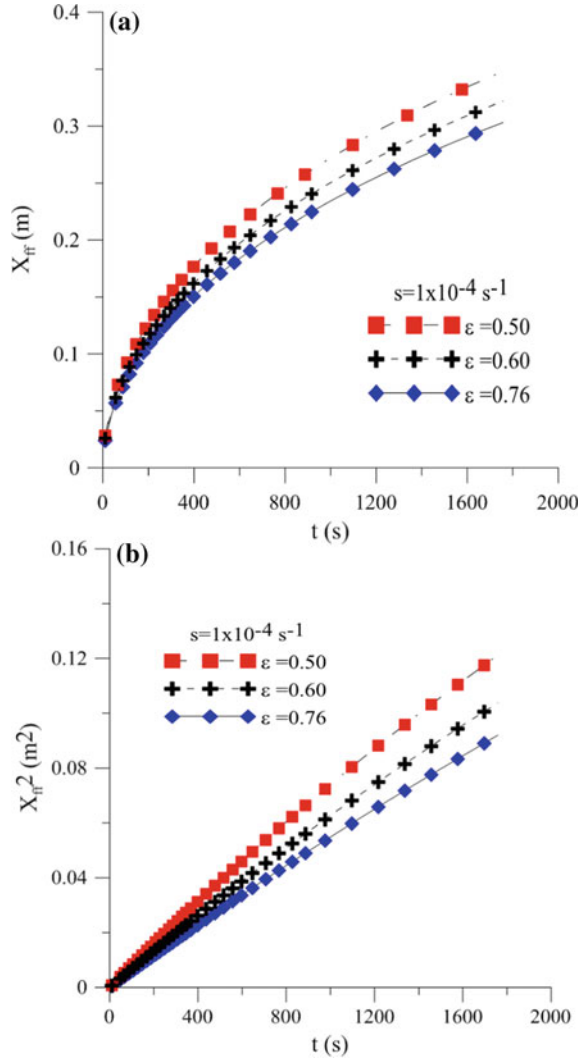 (a)
0.4
0.3
0.2
0.1
0
X_ff (m)
s=1x10^-4 s^-1
ε =0.50
ε =0.60
ε =0.76
0 400 800 1200 1600 2000
t (s)
(b)
0.16
0.12
0.08
0.04
0
X_ff^2 (m2)
s=1x10^-4 s^-1
ε =0.50
ε =0.60
ε =0.76
0 400 800 1200 1600 2000
t (s)